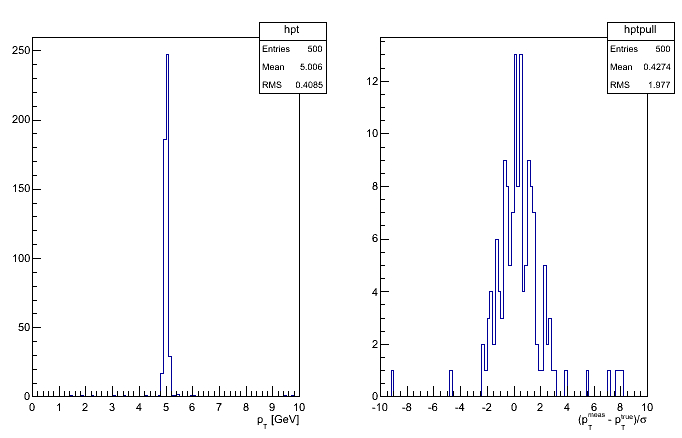 hpt
Entries 500
Mean 5.006
RMS 0.4085
250
200
150
100
50
0
0 1 2 3 4 5 6 7 8 9 10
p_T [GeV]
hptpull
Entries 500
Mean 0.4274
RMS 1.977
12
10
8
6
4
2
0
-10 -8 -6 -4 -2 0 2 4 6 8 10
(p_T^meas - p_T^true)/σ